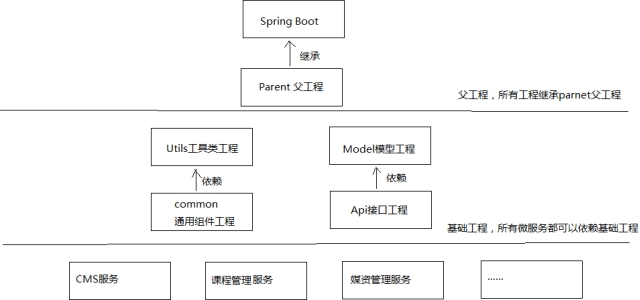 Spring Boot
继承
Parent 父工程
父工程，所有工程继承parnet父工程
Utils工具类工程
Model模型工程
依赖
依赖
common
通用组件工程
Api接口工程
基础工程，所有微服务都可以依赖基础工程
CMS服务
课程管理服务
媒资管理服务
......